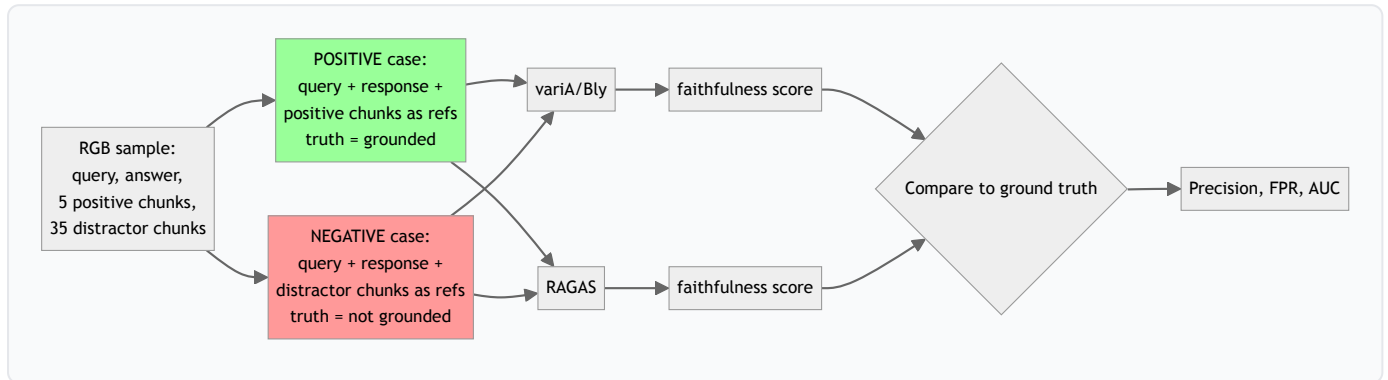 RGB sample:
query, answer,
5 positive chunks,
35 distractor chunks
POSITIVE case:
query + response +
positive chunks as refs
truth = grounded
NEGATIVE case:
query + response +
distractor chunks as refs
truth = not grounded
variA/Bly
faithfulness score
RAGAS
faithfulness score
Compare to ground truth
Precision, FPR, AUC